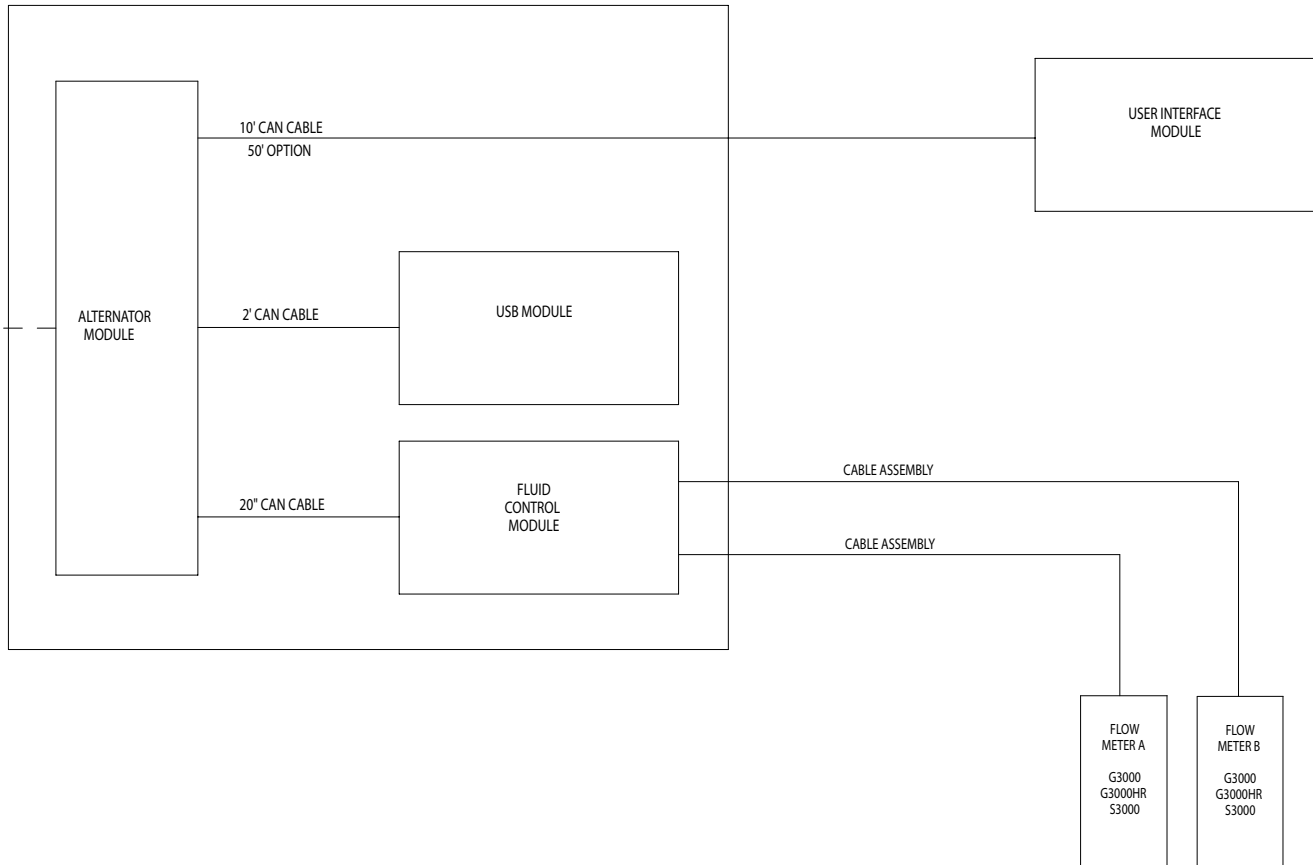 10' CAN CABLE
50' OPTION
USER INTERFACE
MODULE
ALTERNATOR
MODULE
2' CAN CABLE
USB MODULE
20" CAN CABLE
FLUID
CONTROL
MODULE
CABLE ASSEMBLY
CABLE ASSEMBLY
FLOW
METER A
G3000
G3000HR
S3000
FLOW
METER B
G3000
G3000HR
S3000